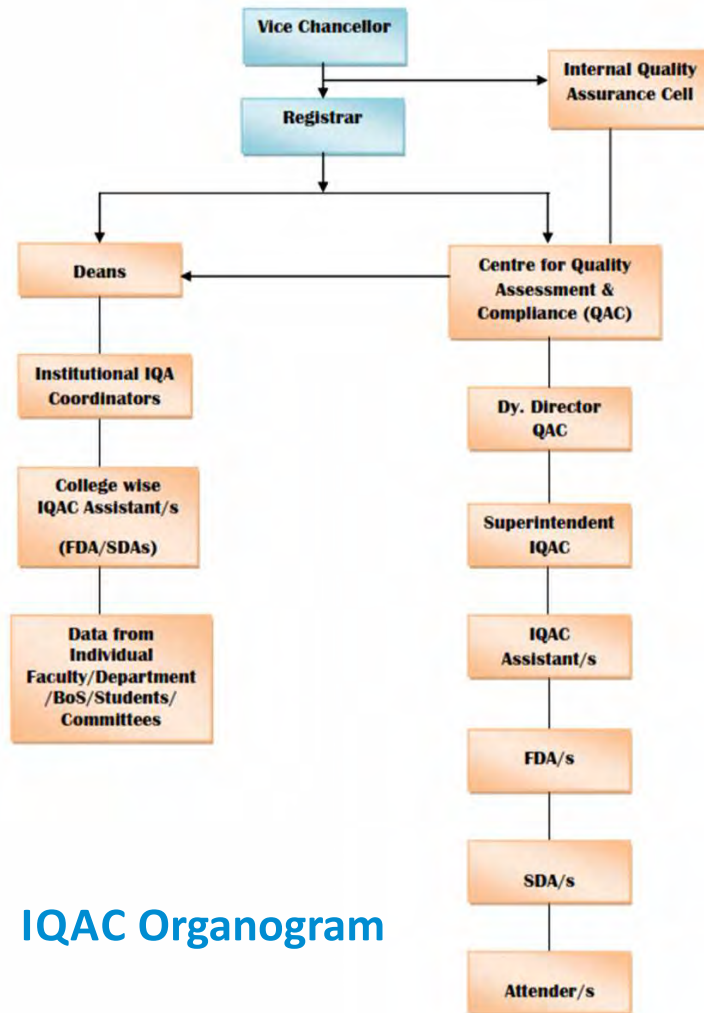 Vice Chancellor
Internal Quality
Assurance Cell
Registrar
Deans
Centre for Quality
Assessment &
Compliance (QAC)
Institutional IQA
Coordinators
Dy. Director
QAC
College wise
IQAC Assistant/s
(FDA/SDAs)
Superintendent
IQAC
Data from
Individual
Faculty/Department
/BoS/Students/
Committees
IQAC
Assistant/s
FDA/s
SDA/s
IQAC Organogram
Attender/s